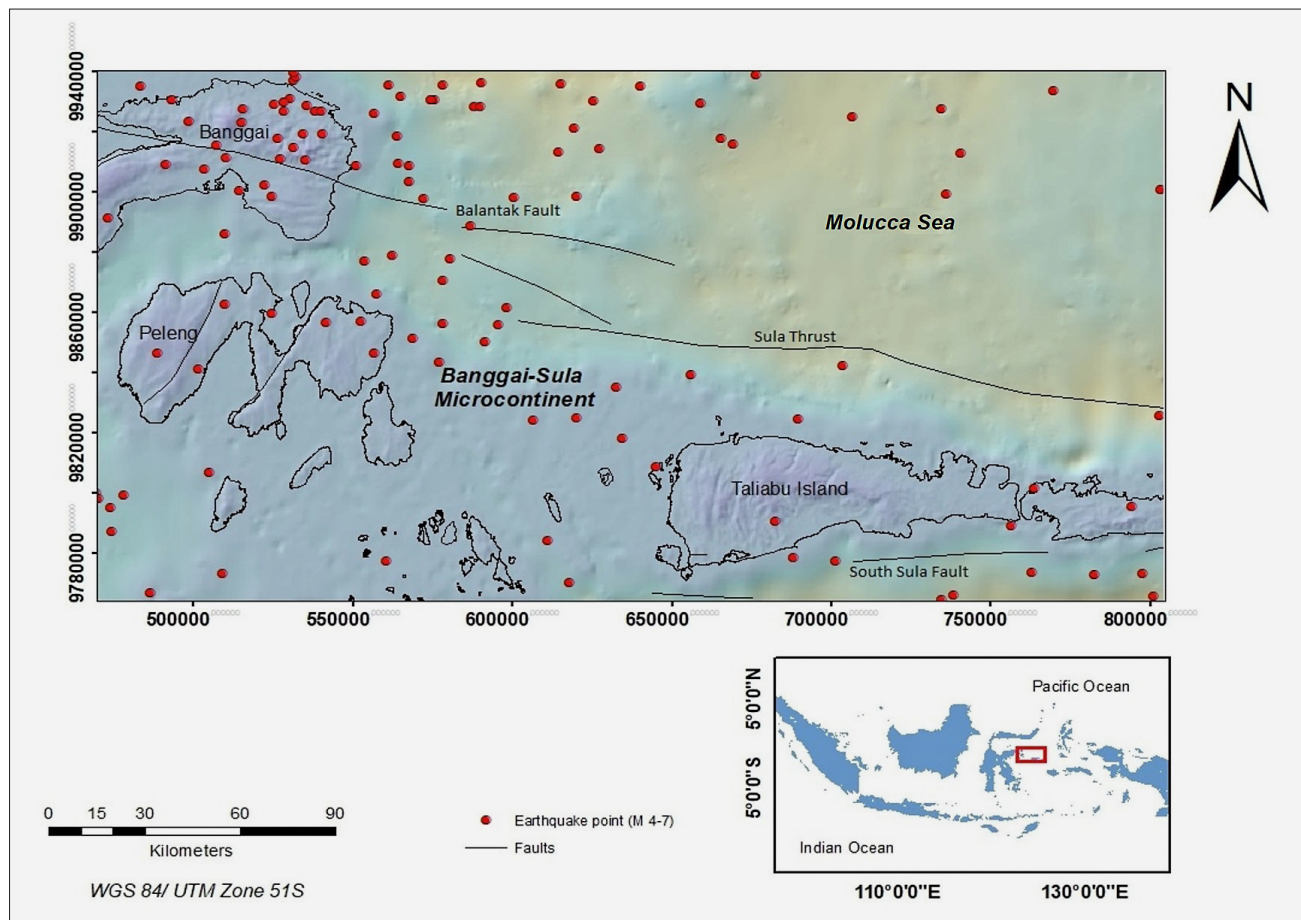 9940000
9900000
9860000
9820000
9780000
500000
550000
600000
650000
700000
750000
800000
Banggai
Balantak Fault
Molucca Sea
Peleng
Sula Thrust
Banggai-Sula
Microcontinent
Taliabu Island
South Sula Fault
N
0 15 30 60 90
Kilometers
WGS 84/ UTM Zone 51S
Earthquake point (M 4-7)
Faults
5°0'0"N
5°0'0"S
Pacific Ocean
Indian Ocean
110°0'0"E
130°0'0"E